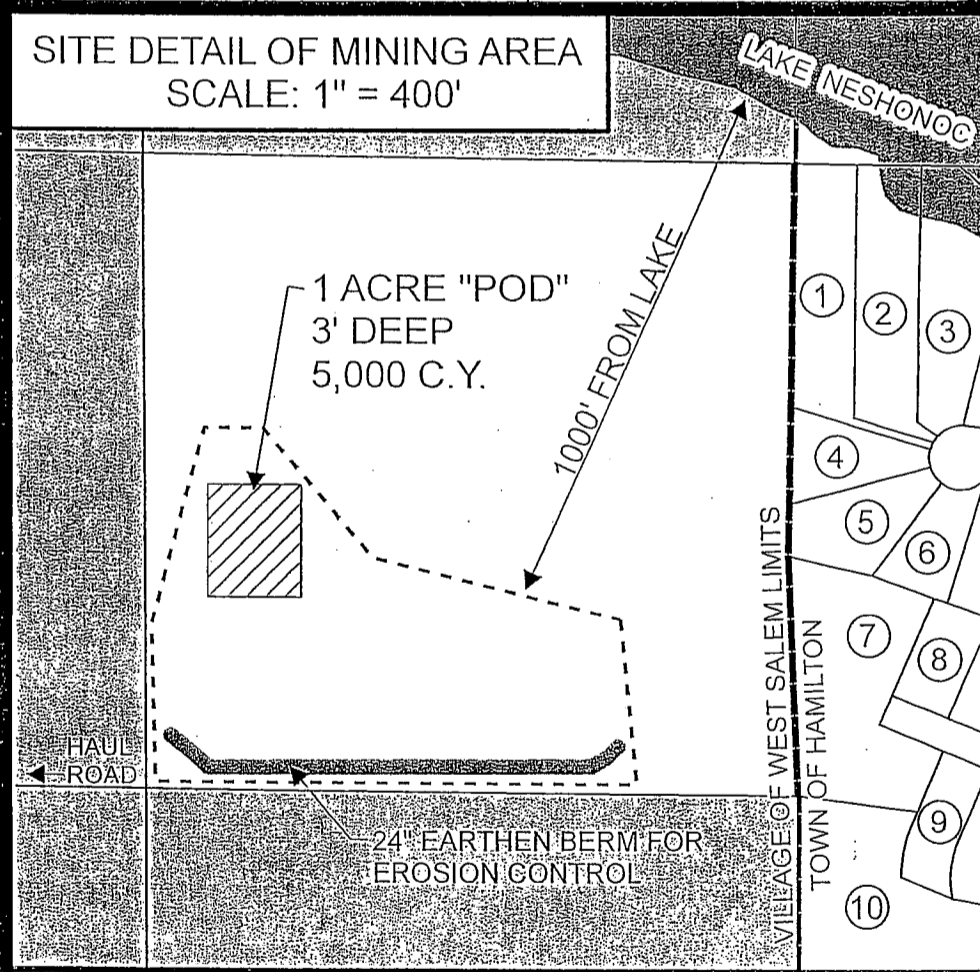 SITE DETAIL OF MINING AREA
SCALE: 1" = 400'
LAKE NESHONOC
1 ACRE "POD"
3' DEEP
5,000 C.Y.
1000' FROM LAKE
1
2
3
4
5
6
7
8
9
10
VILLAGE OF WEST SALEM LIMITS
TOWN OF HAMILTON
HAUL
ROAD
24" EARTHEN BERM FOR
EROSION CONTROL